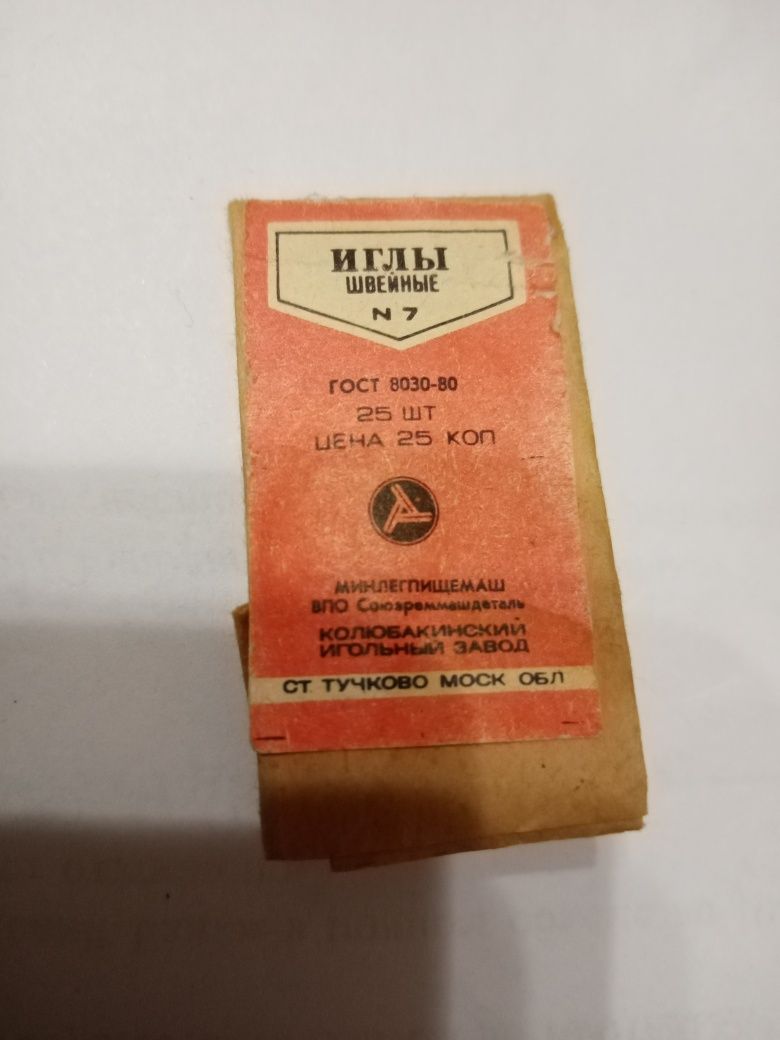 ИГЛЫ
ШВЕЙНЫЕ
N 7
ГОСТ 8030-80
25 ШТ
ЦЕНА 25 КОП
МИНЛЕГПИЩЕМАШ
ВПО Союзреммашдеталь
КОЛЮБАКИНСКИЙ
ИГОЛЬНЫЙ ЗАВОД
СТ. ТУЧКОВО МОСК ОБЛ